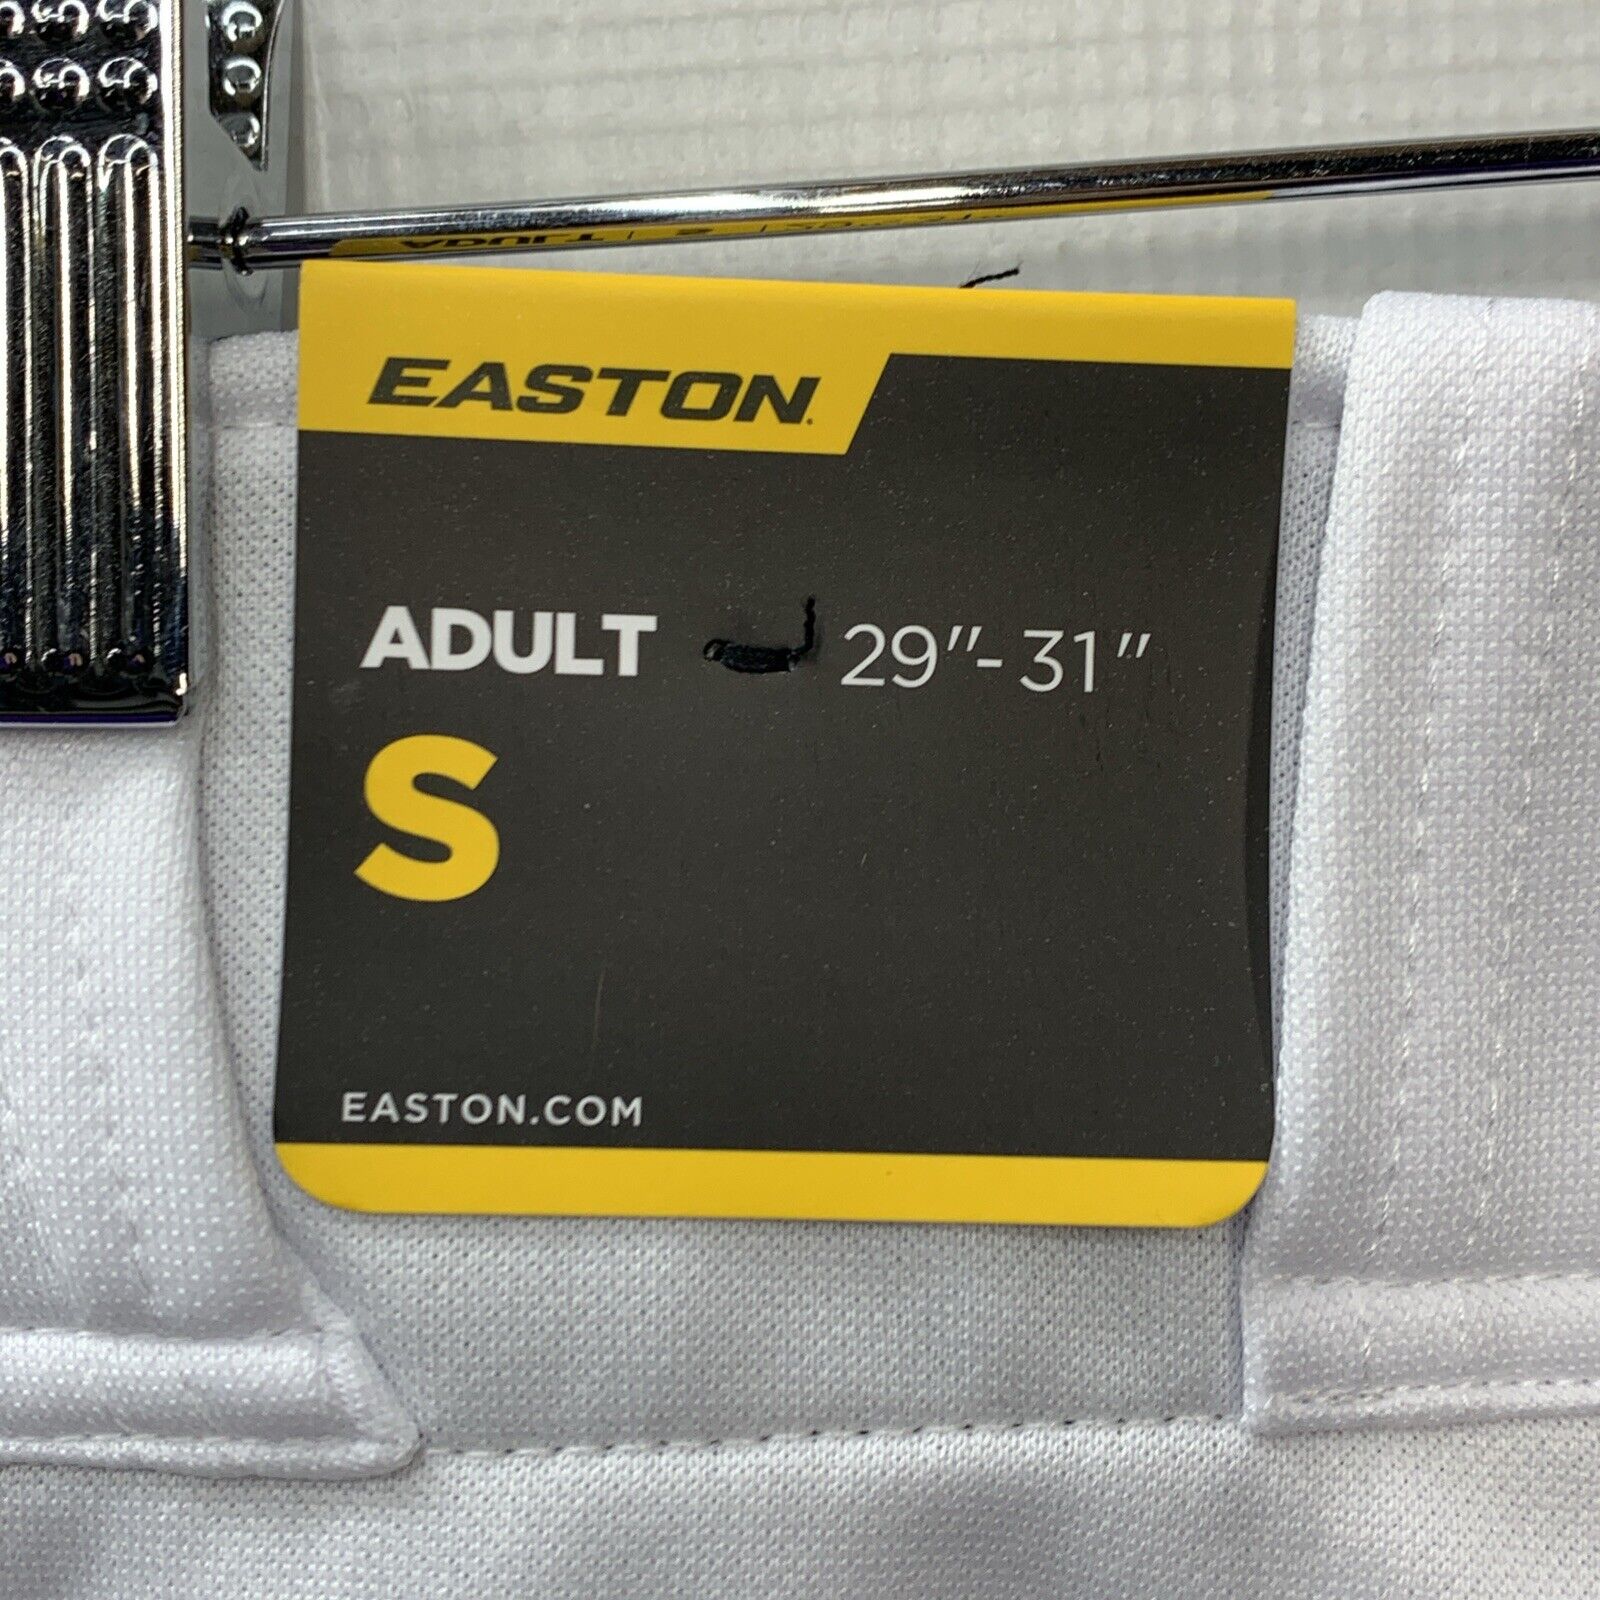 EASTON.
ADULT 29"-31"
S
EASTON.COM